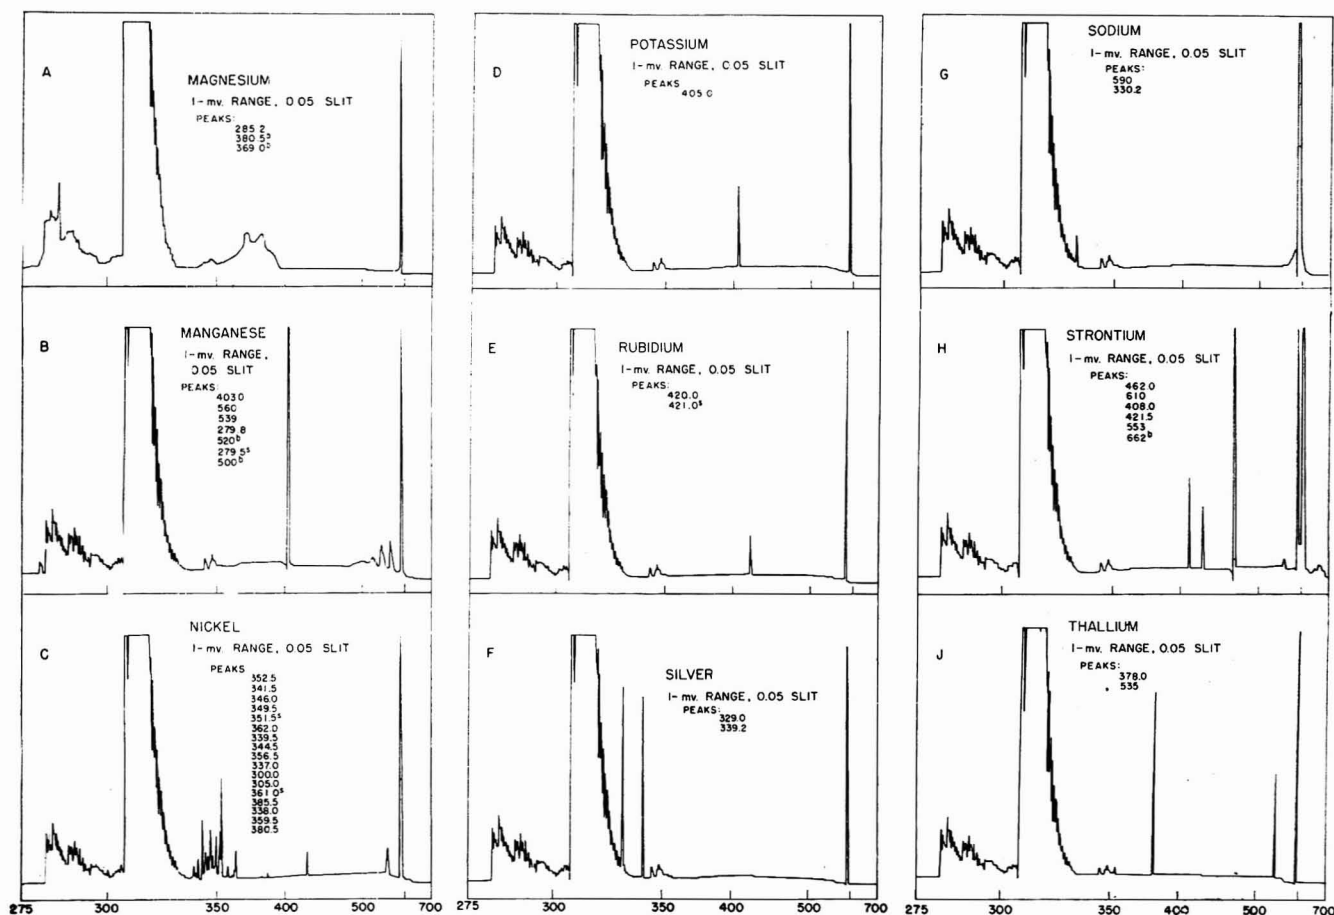 A
MAGNESIUM
1-mv. RANGE, 0.05 SLIT
PEAKS:
285.2
380.5ᵇ
369.0ᵇ
B
MANGANESE
1-mv. RANGE,
0.05 SLIT
PEAKS:
403.0
560
539
279.8
520ᵇ
279.5ˢ
500ᵇ
C
NICKEL
1-mv. RANGE, 0.05 SLIT
PEAKS
352.5
341.5
346.0
349.5
351.5ˢ
362.0
339.5
344.5
356.5
337.0
300.0
305.0
361.0ˢ
385.5
338.0
359.5
380.5
275 300 350 400 500 700
D
POTASSIUM
1-mv. RANGE, 0.05 SLIT
PEAKS
405.0
E
RUBIDIUM
1-mv. RANGE, 0.05 SLIT
PEAKS:
420.0
421.0ˢ
F
SILVER
1-mv. RANGE, 0.05 SLIT
PEAKS:
329.0
339.2
275 300 350 400 500 700
G
SODIUM
1-mv. RANGE, 0.05 SLIT
PEAKS:
590
330.2
H
STRONTIUM
1-mv. RANGE, 0.05 SLIT
PEAKS:
462.0
610
408.0
421.5
553
662ᵇ
J
THALLIUM
1-mv. RANGE, 0.05 SLIT
PEAKS:
378.0
535
275 300 350 400 500 700